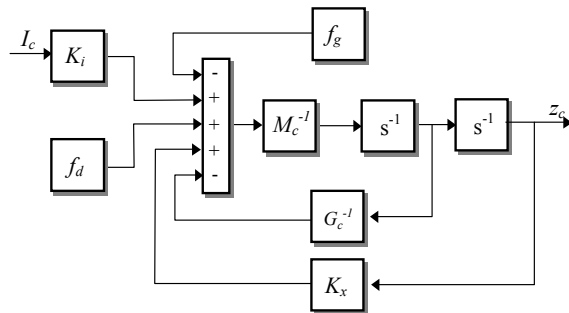 I_c
K_i
f_g
f_d
-
+
+
+
-
M_c^{-1}
s^{-1}
s^{-1}
z_c
G_c^{-1}
K_x